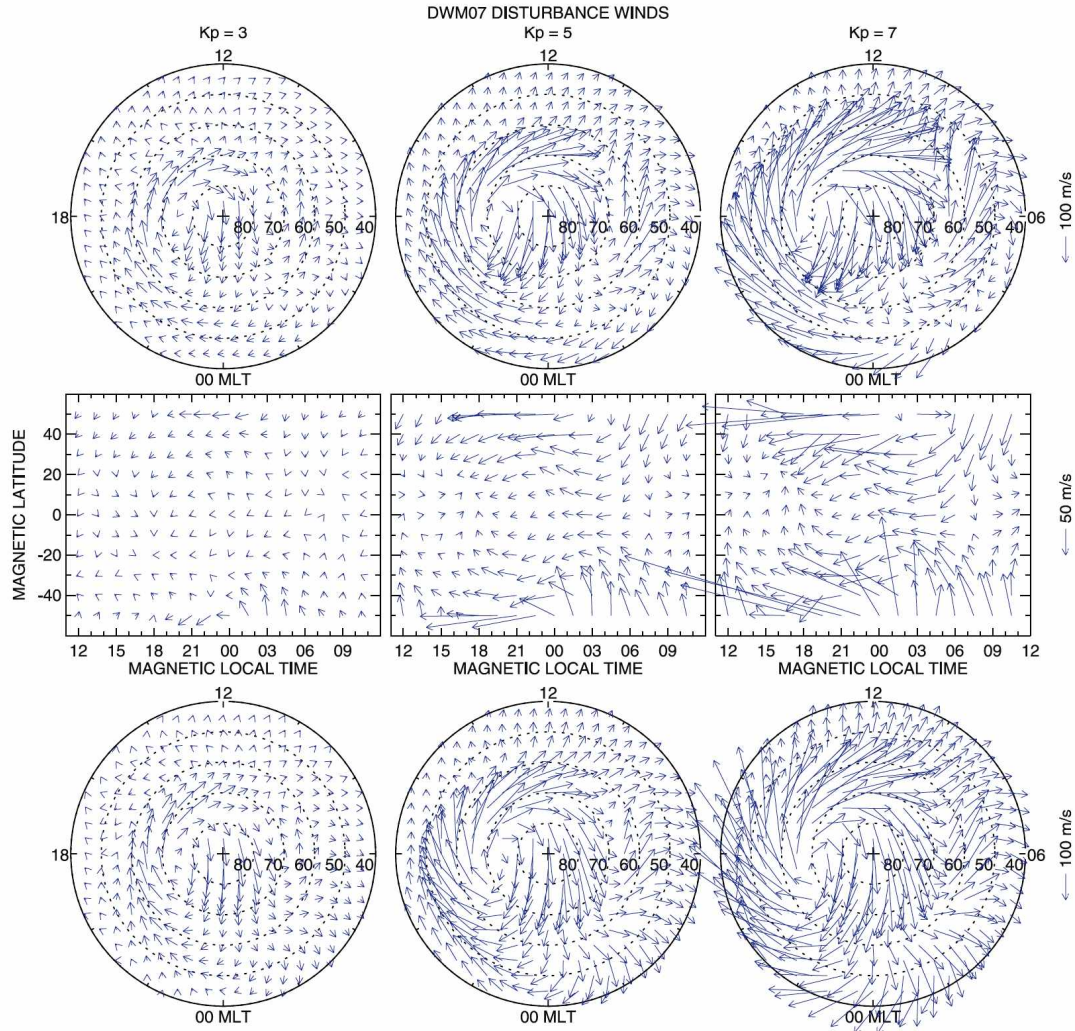 DWM07 DISTURBANCE WINDS
Kp = 3 Kp = 5 Kp = 7
12 12 12
18 80 70 60 50 40 80 70 60 50 40 80 70 60 50 40 06
100 m/s
00 MLT 00 MLT 00 MLT
MAGNETIC LATITUDE
40
20
0
-20
-40
50 m/s
12 15 18 21 00 03 06 09 12 15 18 21 00 03 06 09 12 15 18 21 00 03 06 09 12
MAGNETIC LOCAL TIME MAGNETIC LOCAL TIME MAGNETIC LOCAL TIME
12 12 12
18 80 70 60 50 40 80 70 60 50 40 80 70 60 50 40 06
100 m/s
00 MLT 00 MLT 00 MLT